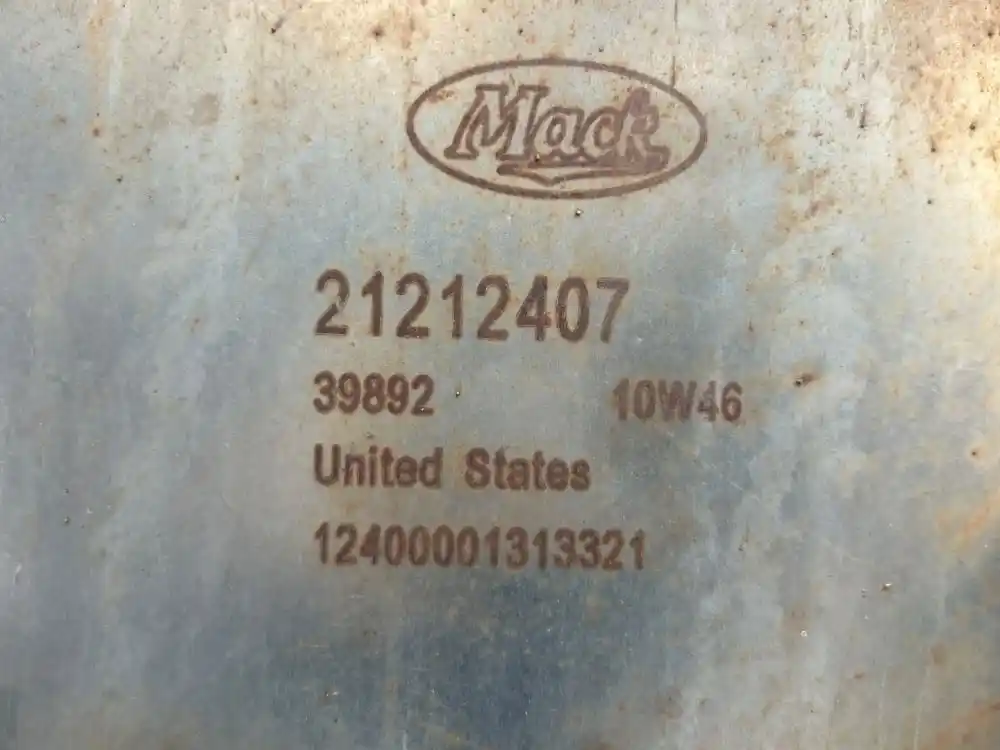 Mack
21212407
39892 10W46
United States
12400001313321